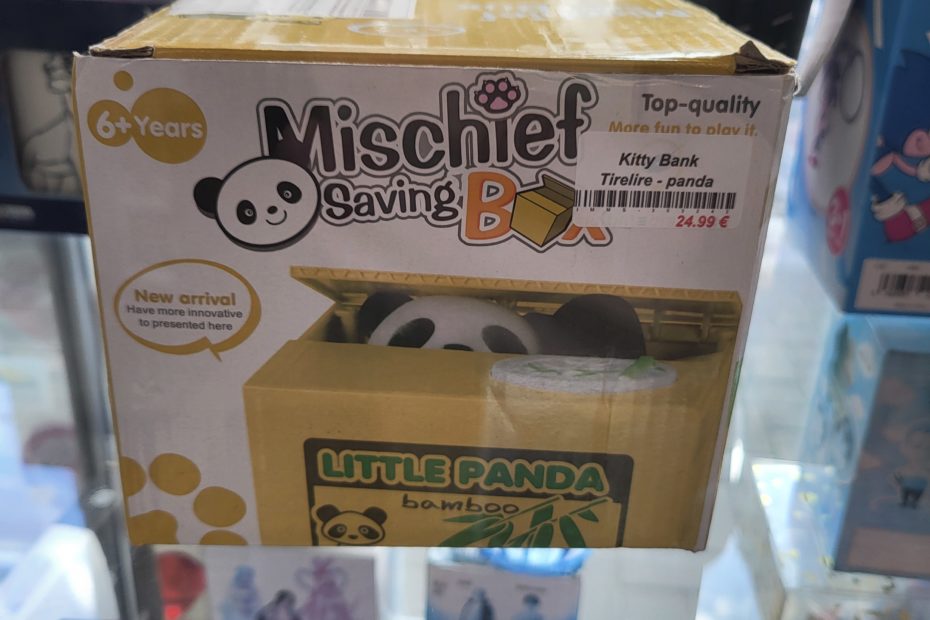 6+ Years
Mischief
Saving Box
Top-quality
More fun to play it.
Kitty Bank
Tirelire - panda
24.99 €
New arrival
Have more innovative
to presented here
LITTLE PANDA
bamboo